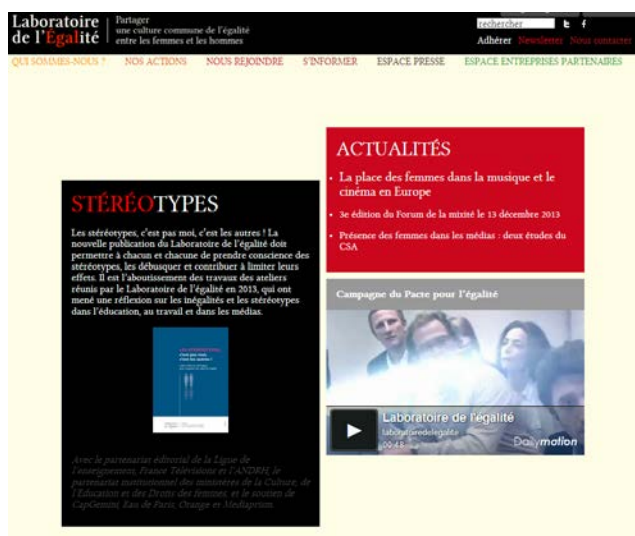 Laboratoire
de l'Égalité
Partager
une culture commune
de l'égalité
entre les femmes et
les hommes
rechercher
Adhérer Newsletter Nous contacter
QUI SOMMES-NOUS ? NOS ACTIONS NOUS REJOINDRE S'INFORMER ESPACE PRESSE ESPACE ENTREPRISES PARTENAIRES
STÉRÉOTYPES
Les stéréotypes, c'est pas moi, c'est les autres ! La
nouvelle publication du Laboratoire de l'égalité doit
permettre à chacun et chacune de prendre conscience des
stéréotypes, les débusquer et contribuer à limiter leurs
effets. Il est l'aboutissement des travaux des ateliers
réunis par le Laboratoire de l'égalité en 2013, qui ont
mené une réflexion sur les inégalités et les stéréotypes
dans l'éducation, au travail et dans les médias.
Avec le partenariat éditorial de la Ligue de
l'enseignement, France Télévisions et l'ANDRH, le
partenariat institutionnel des ministères de la Culture, de
l'Education et des Droits des femmes, et le soutien de
CapGemini, Eau de Paris, Orange et Mediaprism.
ACTUALITÉS
• La place des femmes dans la musique et le
cinéma en Europe
• 3e édition du Forum de la mixité le 13 décembre 2013
• Présence des femmes dans les médias : deux études du
CSA
Campagne du Pacte pour l'égalité
Laboratoire de l'égalité
laboratoiredelegalite
00:48
Dailymotion